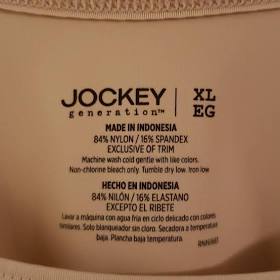 JOCKEY
generation™
XL
EG
MADE IN INDONESIA
84% NYLON / 16% SPANDEX
EXCLUSIVE OF TRIM
Machine wash cold gentle with like colors.
Non-chlorine bleach only. Tumble dry low. Iron low
HECHO EN INDONESIA
84% NILÓN / 16% ELASTANO
EXCEPTO EL RIBETE
Lavar a máquina con agua fria en ciclo delicado con colores
similares. Solo blanqueador sin cloro. Secadora a temperatura
baja. Plancha baja temperatura.